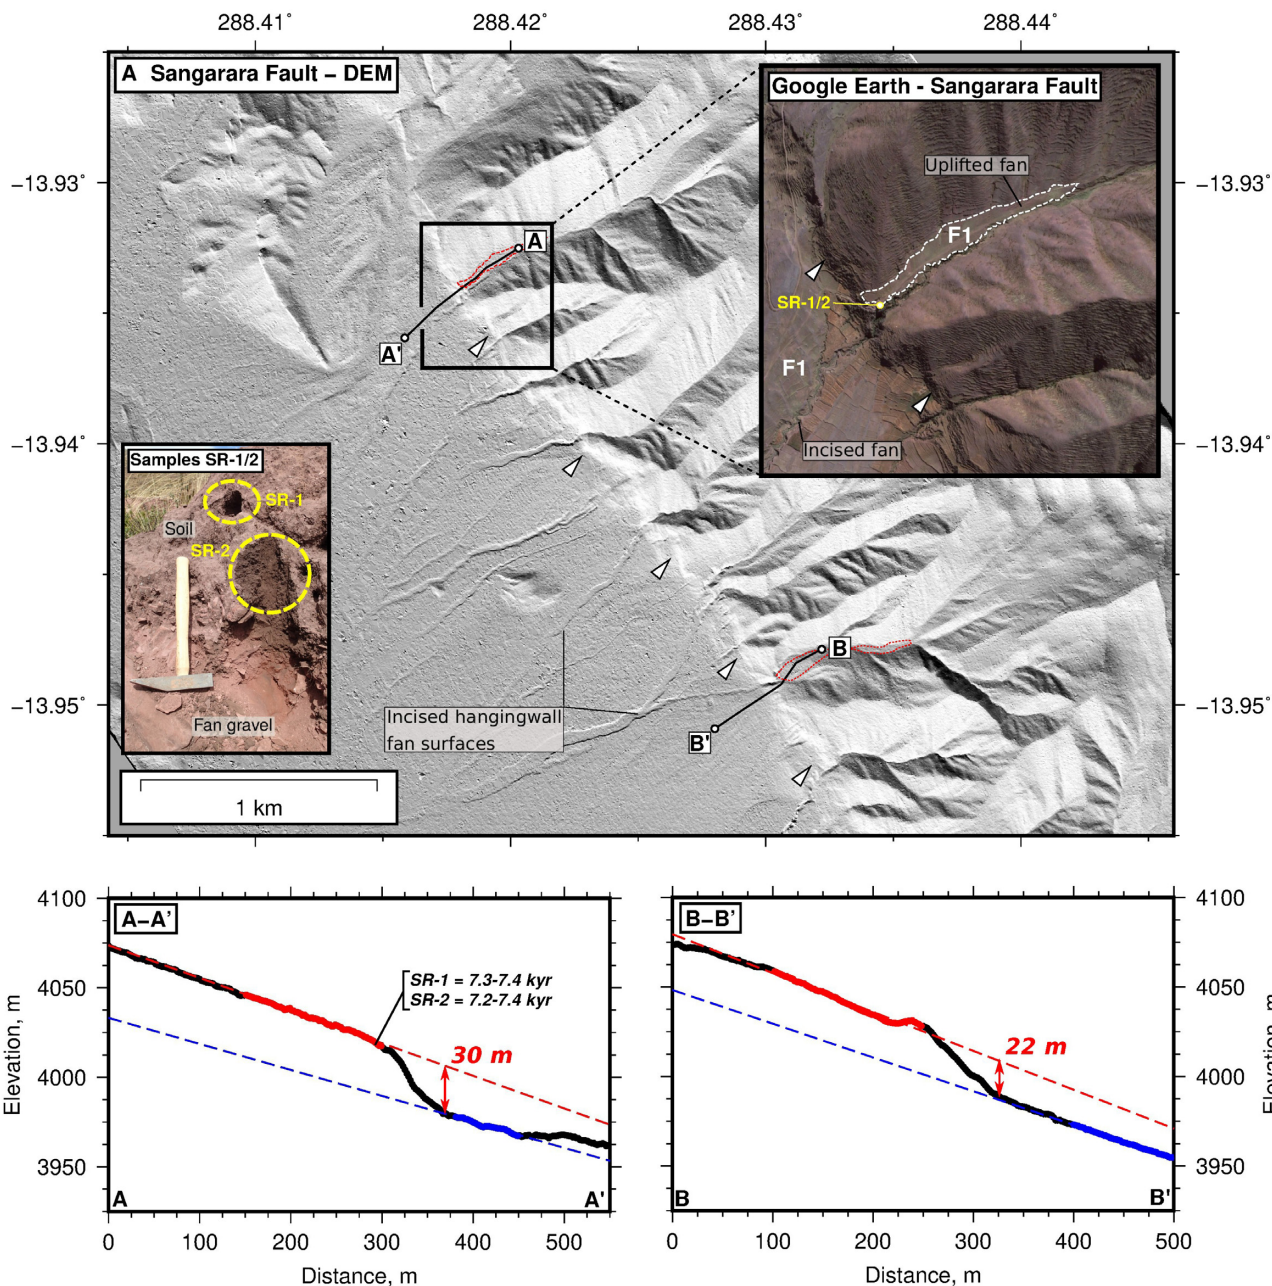 288.41°
288.42°
288.43°
288.44°
A Sangarara Fault – DEM
Google Earth - Sangarara Fault
Uplifted fan
−13.93°
−13.93°
F1
A
SR-1/2
A'
F1
Incised fan
−13.94°
−13.94°
Samples SR-1/2
SR-1
Soil
SR-2
B
−13.95°
−13.95°
Incised hangingwall
fan surfaces
Fan gravel
B'
1 km
4100
A−A'
B−B'
4100
SR-1 = 7.3-7.4 kyr
SR-2 = 7.2-7.4 kyr
4050
4050
30 m
22 m
Elevation, m
4000
4000
3950
3950
A
A'
B
B'
0
100
200
300
400
500
0
100
200
300
400
500
Distance, m
Distance, m